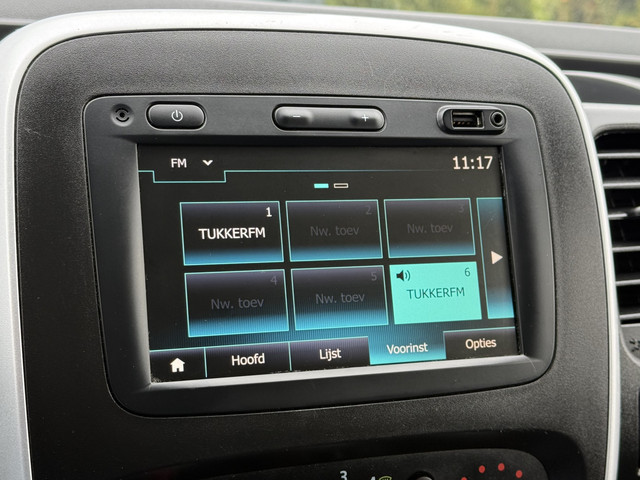 − +
FM 11:17
1 2 3
TUKKERFM Nw. toev Nw. toev
4 5 6
Nw. toev Nw. toev TUKKERFM
Hoofd Lijst Voorinst Opties
3